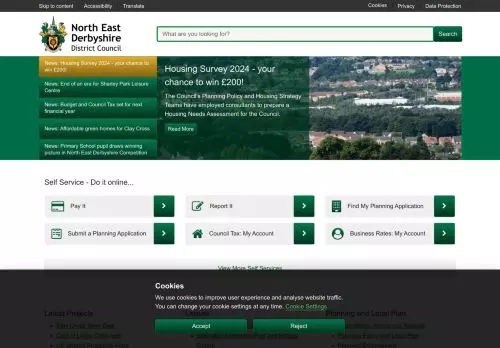 Skip to content Accessibility Translate Cookies Privacy Data Protection
North East
Derbyshire
District Council
What are you looking for?
Search
News: Housing Survey 2024 - your chance
to win £200!
News: End of an era for Sharley Park Leisure
Centre
News: Budget and Council Tax set for next
financial year
News: Affordable green homes for Clay Cross
News: Primary School pupil draws winning
picture in North East Derbyshire Competition
Housing Survey 2024 - your
chance to win £200!
The Council's Planning Policy and Housing Strategy
Teams have employed consultants to prepare a
Housing Needs Assessment for the Council.
Read More
Self Service - Do it online...
Pay It
Report It
Find My Planning Application
Submit a Planning Application
Council Tax: My Account
Business Rates: My Account
View More Self Services
Cookies
We use cookies to improve user experience and analyse website traffic.
You can change your cookie settings at any time. Cookie Settings
Accept
Reject
Latest Projects
Leisure
Planning and Local Plan